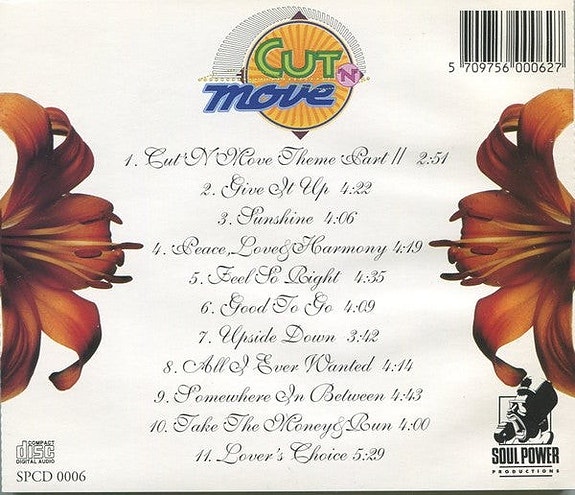 CUT
'N'
move
5 709756 000627
1. Cut 'N' Move Theme Part II 2:51
2. Give It Up 4:22
3. Sunshine 4:06
4. Peace, Love & Harmony 4:19
5. Feel So Right 4:35
6. Good To Go 4:09
7. Upside Down 3:42
8. All I Ever Wanted 4:14
9. Somewhere In Between 4:43
10. Take The Money & Run 4:00
11. Lover's Choice 5:29
COMPACT
disc
DIGITAL AUDIO
SPCD 0006
SOUL POWER
PRODUCTIONS